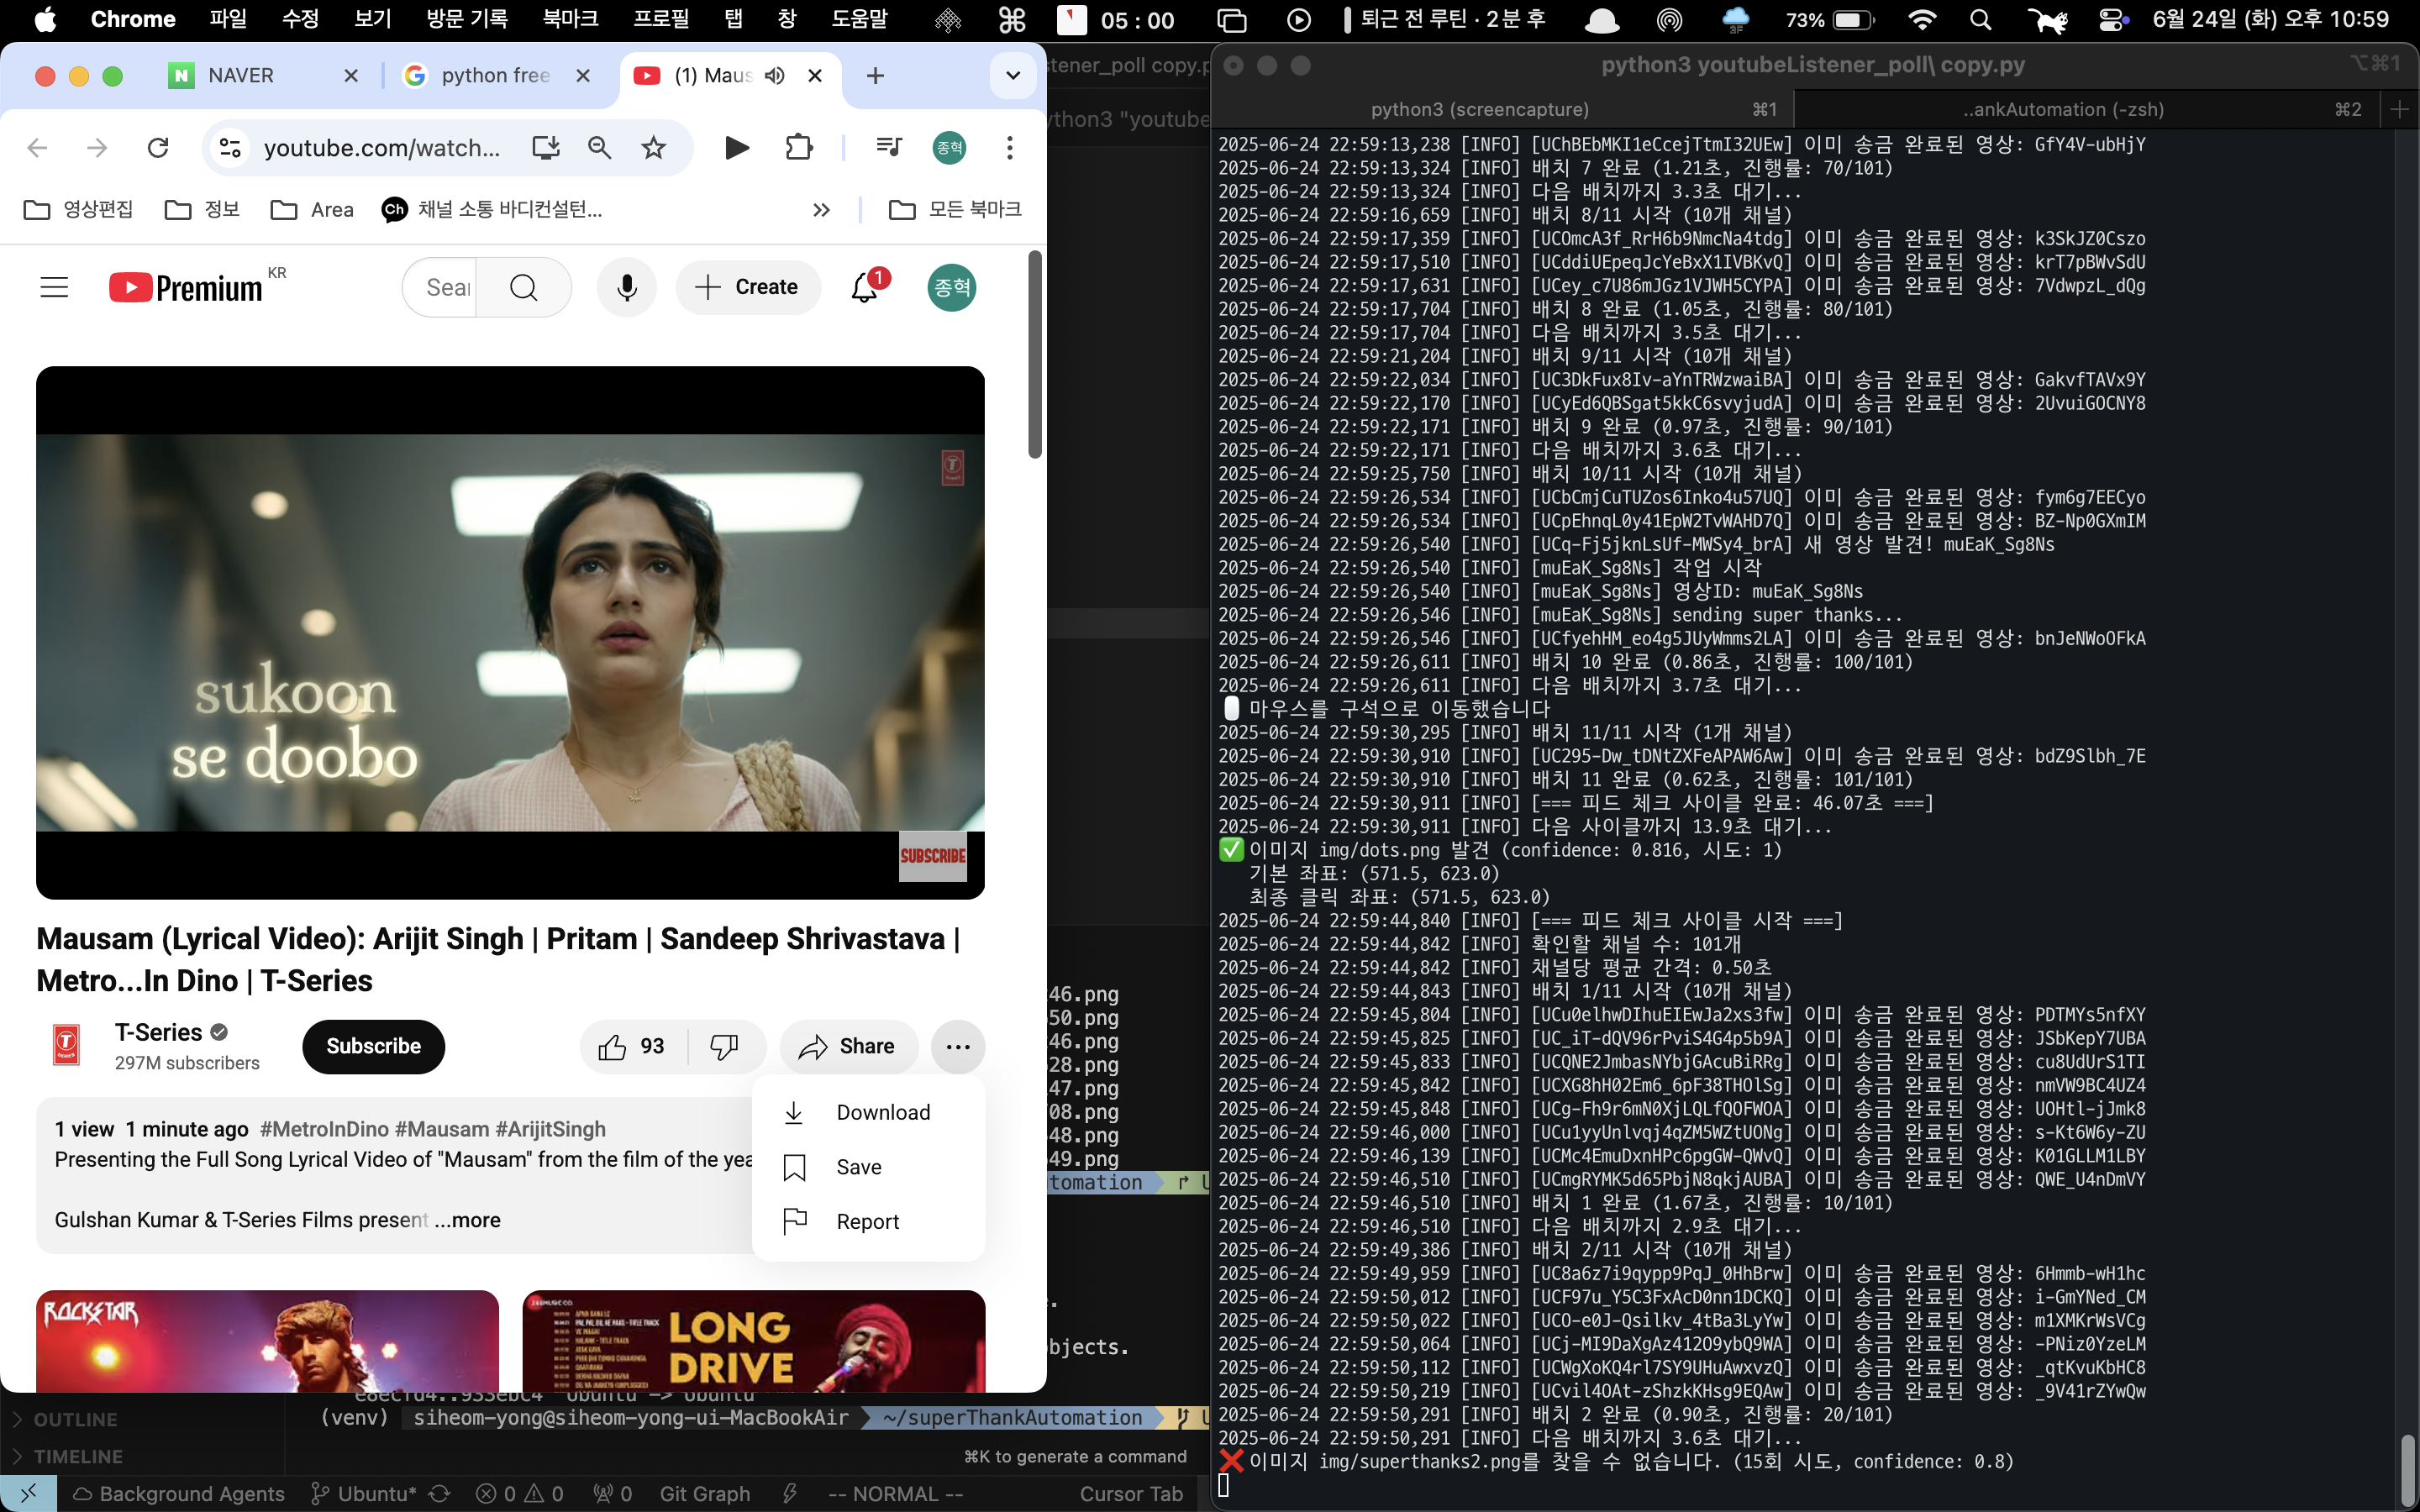 Chrome 파일 수정 보기 방문 기록 북마크 프로필 탭 창 도움말 05 : 00 퇴근 전 루틴 · 2분 후 3F 73% 6월 24일 (화) 오후 10:59
NAVER
python free
(1) Maus
youtube.com/watch...
종혁
영상편집
정보
Area
Ch 채널 소통 바디컨설턴...
모든 북마크
Premium KR
Sear
Create
1
종혁
sukoon
se doobo
SUBSCRIBE
Mausam (Lyrical Video): Arijit Singh | Pritam | Sandeep Shrivastava |
Metro...In Dino | T-Series
T-Series
297M subscribers
Subscribe
93
Share
Download
Save
Report
1 view 1 minute ago #MetroInDino #Mausam #ArijitSingh
Presenting the Full Song Lyrical Video of "Mausam" from the film of the yea
Gulshan Kumar & T-Series Films present ...more
ROCKSTAR
LONG
DRIVE
stener_poll copy.p
ython3 "youtube
46.png
50.png
46.png
28.png
47.png
08.png
48.png
49.png
tomation
bjects.
e8ecfd4..933ebc4 Ubuntu -> Ubuntu
(venv) siheom-yong@siheom-yong-ui-MacBookAir ~/superThankAutomation
⌘K to generate a command
OUTLINE
TIMELINE
Background Agents Ubuntu* 0 0 0 Git Graph -- NORMAL -- Cursor Tab
python3 youtubeListener_poll\ copy.py ⌥⌘1
python3 (screencapture) ⌘1 ..ankAutomation (-zsh) ⌘2
2025-06-24 22:59:13,238 [INFO] [UChBEbMKI1eCcejTtmI32UEw] 이미 송금 완료된 영상: GfY4V-ubHjY
2025-06-24 22:59:13,324 [INFO] 배치 7 완료 (1.21초, 진행률: 70/101)
2025-06-24 22:59:13,324 [INFO] 다음 배치까지 3.3초 대기...
2025-06-24 22:59:16,659 [INFO] 배치 8/11 시작 (10개 채널)
2025-06-24 22:59:17,359 [INFO] [UCOmcA3f_RrH6b9NmcNa4tdg] 이미 송금 완료된 영상: k3SkJZ0Cszo
2025-06-24 22:59:17,510 [INFO] [UCddiUEpeqJcYeBxX1IVBKvQ] 이미 송금 완료된 영상: krT7pBWvSdU
2025-06-24 22:59:17,631 [INFO] [UCey_c7U86mJGz1VJWH5CYPA] 이미 송금 완료된 영상: 7VdwpzL_dQg
2025-06-24 22:59:17,704 [INFO] 배치 8 완료 (1.05초, 진행률: 80/101)
2025-06-24 22:59:17,704 [INFO] 다음 배치까지 3.5초 대기...
2025-06-24 22:59:21,204 [INFO] 배치 9/11 시작 (10개 채널)
2025-06-24 22:59:22,034 [INFO] [UC3DkFux8Iv-aYnTRWzwaiBA] 이미 송금 완료된 영상: GakvfTAVx9Y
2025-06-24 22:59:22,170 [INFO] [UCyEd6QBSgat5kkC6svyjudA] 이미 송금 완료된 영상: 2UvuiGOCNY8
2025-06-24 22:59:22,171 [INFO] 배치 9 완료 (0.97초, 진행률: 90/101)
2025-06-24 22:59:22,171 [INFO] 다음 배치까지 3.6초 대기...
2025-06-24 22:59:25,750 [INFO] 배치 10/11 시작 (10개 채널)
2025-06-24 22:59:26,534 [INFO] [UCbCmjCuTUZos6Inko4u57UQ] 이미 송금 완료된 영상: fym6g7EECyo
2025-06-24 22:59:26,534 [INFO] [UCpEhnqL0y41EpW2TvWAHD7Q] 이미 송금 완료된 영상: BZ-Np0GXmIM
2025-06-24 22:59:26,540 [INFO] [UCq-Fj5jknLsUf-MWSy4_brA] 새 영상 발견! muEaK_Sg8Ns
2025-06-24 22:59:26,540 [INFO] [muEaK_Sg8Ns] 작업 시작
2025-06-24 22:59:26,540 [INFO] [muEaK_Sg8Ns] 영상ID: muEaK_Sg8Ns
2025-06-24 22:59:26,546 [INFO] [muEaK_Sg8Ns] sending super thanks...
2025-06-24 22:59:26,546 [INFO] [UCfyehHM_eo4g5JUyWmms2LA] 이미 송금 완료된 영상: bnJeNWoOFkA
2025-06-24 22:59:26,611 [INFO] 배치 10 완료 (0.86초, 진행률: 100/101)
2025-06-24 22:59:26,611 [INFO] 다음 배치까지 3.7초 대기...
마우스를 구석으로 이동했습니다
2025-06-24 22:59:30,295 [INFO] 배치 11/11 시작 (1개 채널)
2025-06-24 22:59:30,910 [INFO] [UC295-Dw_tDNtZXFeAPAW6Aw] 이미 송금 완료된 영상: bdZ9Slbh_7E
2025-06-24 22:59:30,910 [INFO] 배치 11 완료 (0.62초, 진행률: 101/101)
2025-06-24 22:59:30,911 [INFO] [=== 피드 체크 사이클 완료: 46.07초 ===]
2025-06-24 22:59:30,911 [INFO] 다음 사이클까지 13.9초 대기...
✅ 이미지 img/dots.png 발견 (confidence: 0.816, 시도: 1)
기본 좌표: (571.5, 623.0)
최종 클릭 좌표: (571.5, 623.0)
2025-06-24 22:59:44,840 [INFO] [=== 피드 체크 사이클 시작 ===]
2025-06-24 22:59:44,842 [INFO] 확인할 채널 수: 101개
2025-06-24 22:59:44,842 [INFO] 채널당 평균 간격: 0.50초
2025-06-24 22:59:44,843 [INFO] 배치 1/11 시작 (10개 채널)
2025-06-24 22:59:45,804 [INFO] [UCu0elhwDIhuEIEwJa2xs3fw] 이미 송금 완료된 영상: PDTMYs5nfXY
2025-06-24 22:59:45,825 [INFO] [UC_iT-dQV96rPviS4G4p5b9A] 이미 송금 완료된 영상: JSbKepY7UBA
2025-06-24 22:59:45,833 [INFO] [UCQNE2JmbasNYbjGAcuBiRRg] 이미 송금 완료된 영상: cu8UdUrS1TI
2025-06-24 22:59:45,842 [INFO] [UCXG8hH02Em6_6pF38THOlSg] 이미 송금 완료된 영상: nmVW9BC4UZ4
2025-06-24 22:59:45,848 [INFO] [UCg-Fh9r6mN0XjLQLfQOFWOA] 이미 송금 완료된 영상: UOHtl-jJmk8
2025-06-24 22:59:46,000 [INFO] [UCu1yyUnlvqj4qZM5WZtUONg] 이미 송금 완료된 영상: s-Kt6W6y-ZU
2025-06-24 22:59:46,139 [INFO] [UCMc4EmuDxnHPc6pgGW-QWvQ] 이미 송금 완료된 영상: K01GLLM1LBY
2025-06-24 22:59:46,510 [INFO] [UCmgRYMK5d65PbjN8qkjAUBA] 이미 송금 완료된 영상: QWE_U4nDmVY
2025-06-24 22:59:46,510 [INFO] 배치 1 완료 (1.67초, 진행률: 10/101)
2025-06-24 22:59:46,510 [INFO] 다음 배치까지 2.9초 대기...
2025-06-24 22:59:49,386 [INFO] 배치 2/11 시작 (10개 채널)
2025-06-24 22:59:49,959 [INFO] [UC8a6z7i9qypp9PqJ_0HhBrw] 이미 송금 완료된 영상: 6Hmmb-wH1hc
2025-06-24 22:59:50,012 [INFO] [UCF97u_Y5C3FxAcD0nn1DCKQ] 이미 송금 완료된 영상: i-GmYNed_CM
2025-06-24 22:59:50,022 [INFO] [UCO-e0J-Qsilkv_4tBa3LyYw] 이미 송금 완료된 영상: m1XMKrWsVCg
2025-06-24 22:59:50,064 [INFO] [UCj-MI9DaXgAz412O9ybQ9WA] 이미 송금 완료된 영상: -PNiz0YzeLM
2025-06-24 22:59:50,112 [INFO] [UCWgXoKQ4rl7SY9UHuAwxvzQ] 이미 송금 완료된 영상: _qtKvuKbHC8
2025-06-24 22:59:50,219 [INFO] [UCvil4OAt-zShzkKHsg9EQAw] 이미 송금 완료된 영상: _9V41rZYwQw
2025-06-24 22:59:50,291 [INFO] 배치 2 완료 (0.90초, 진행률: 20/101)
2025-06-24 22:59:50,291 [INFO] 다음 배치까지 3.6초 대기...
❌ 이미지 img/superthanks2.png를 찾을 수 없습니다. (15회 시도, confidence: 0.8)